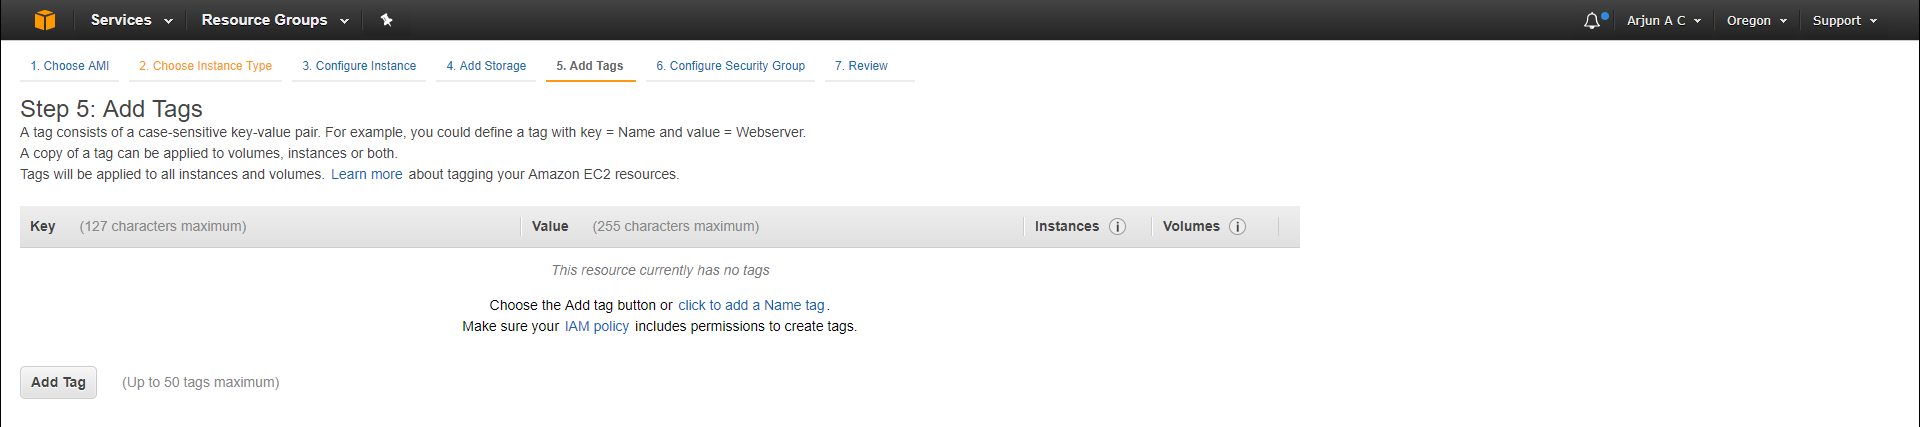 Services Resource Groups Arjun A C Oregon Support
1. Choose AMI 2. Choose Instance Type 3. Configure Instance 4. Add Storage 5. Add Tags 6. Configure Security Group 7. Review
Step 5: Add Tags
A tag consists of a case-sensitive key-value pair. For example, you could define a tag with key = Name and value = Webserver.
A copy of a tag can be applied to volumes, instances or both.
Tags will be applied to all instances and volumes. Learn more about tagging your Amazon EC2 resources.
Key (127 characters maximum) Value (255 characters maximum) Instances i Volumes i
This resource currently has no tags
Choose the Add tag button or click to add a Name tag.
Make sure your IAM policy includes permissions to create tags.
Add Tag (Up to 50 tags maximum)